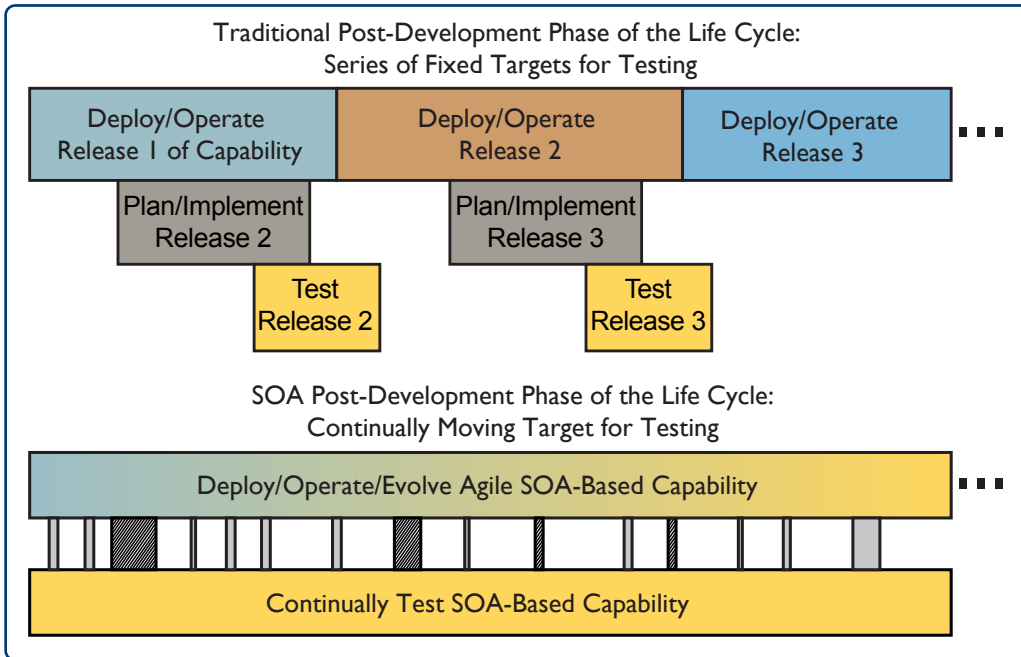 Traditional Post-Development Phase of the Life Cycle:
Series of Fixed Targets for Testing
Deploy/Operate
Release 1 of Capability
Deploy/Operate
Release 2
Deploy/Operate
Release 3
Plan/Implement
Release 2
Plan/Implement
Release 3
Test
Release 2
Test
Release 3
SOA Post-Development Phase of the Life Cycle:
Continually Moving Target for Testing
Deploy/Operate/Evolve Agile SOA-Based Capability
Continually Test SOA-Based Capability